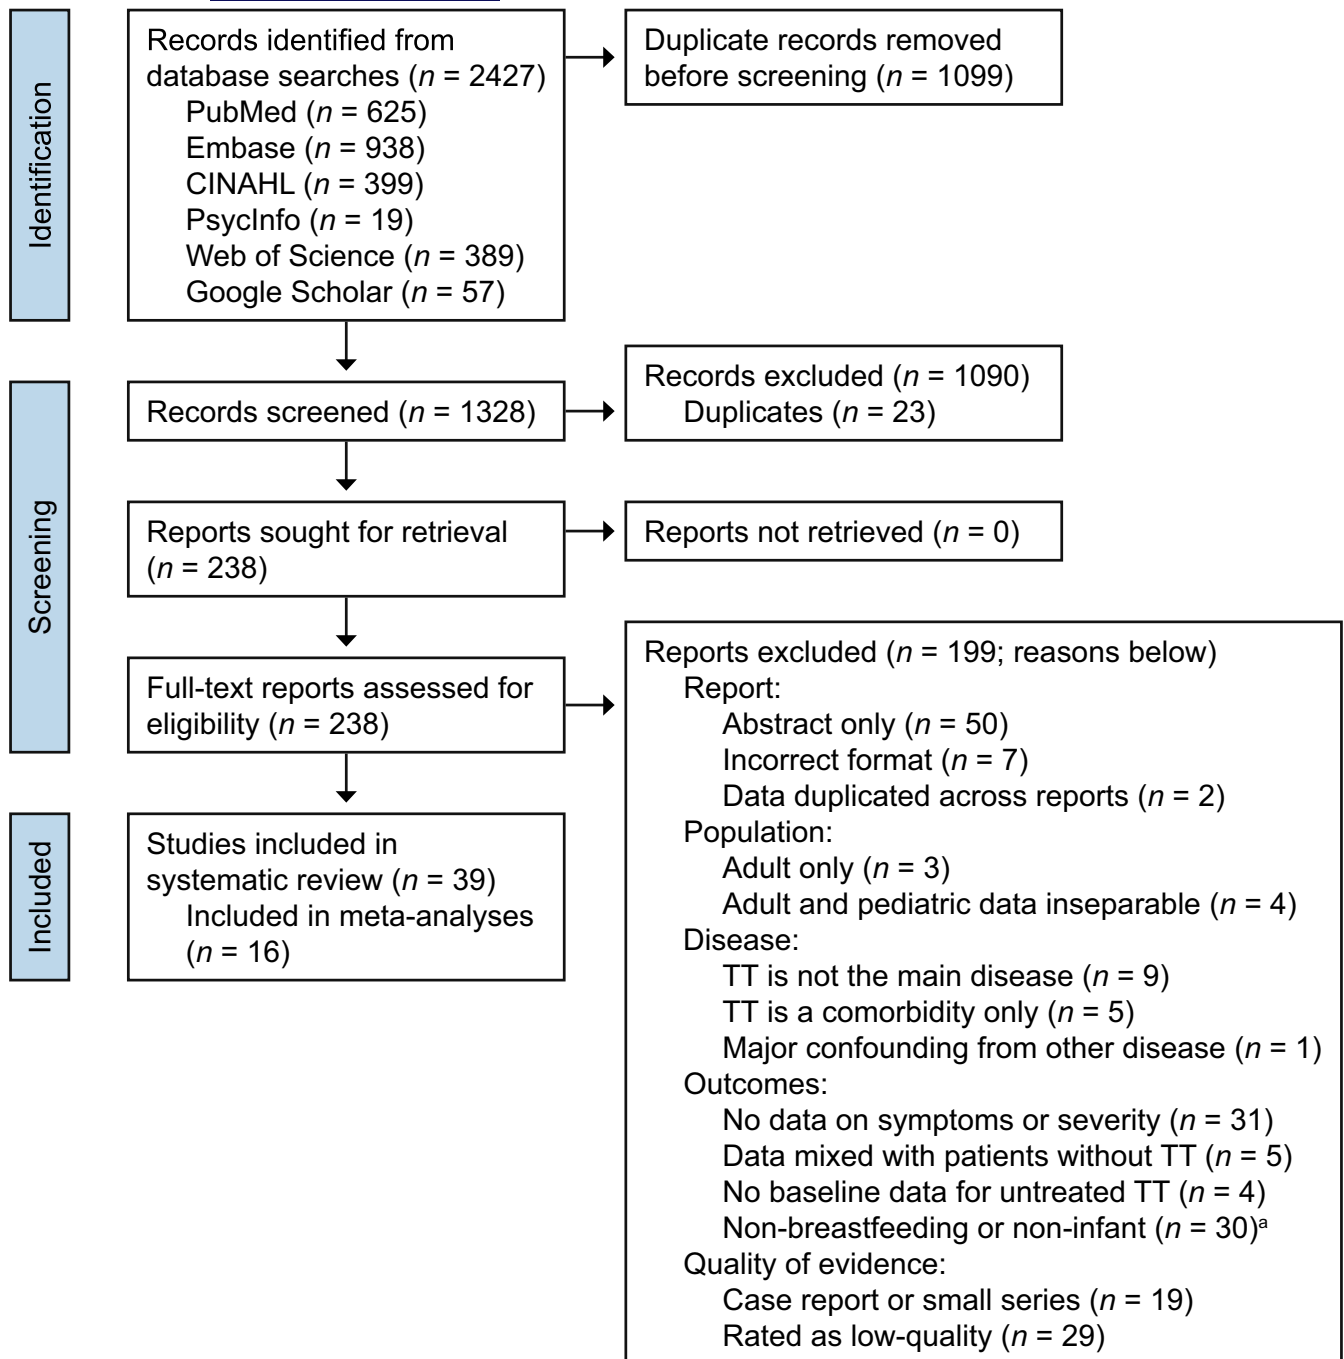 Identification
Records identified from
database searches (n = 2427)
PubMed (n = 625)
Embase (n = 938)
CINAHL (n = 399)
PsycInfo (n = 19)
Web of Science (n = 389)
Google Scholar (n = 57)
Duplicate records removed
before screening (n = 1099)
Screening
Records screened (n = 1328)
Records excluded (n = 1090)
Duplicates (n = 23)
Reports sought for retrieval
(n = 238)
Reports not retrieved (n = 0)
Full-text reports assessed for
eligibility (n = 238)
Reports excluded (n = 199; reasons below)
Report:
Abstract only (n = 50)
Incorrect format (n = 7)
Data duplicated across reports (n = 2)
Population:
Adult only (n = 3)
Adult and pediatric data inseparable (n = 4)
Disease:
TT is not the main disease (n = 9)
TT is a comorbidity only (n = 5)
Major confounding from other disease (n = 1)
Outcomes:
No data on symptoms or severity (n = 31)
Data mixed with patients without TT (n = 5)
No baseline data for untreated TT (n = 4)
Non-breastfeeding or non-infant (n = 30)ᵃ
Quality of evidence:
Case report or small series (n = 19)
Rated as low-quality (n = 29)
Included
Studies included in
systematic review (n = 39)
Included in meta-analyses
(n = 16)